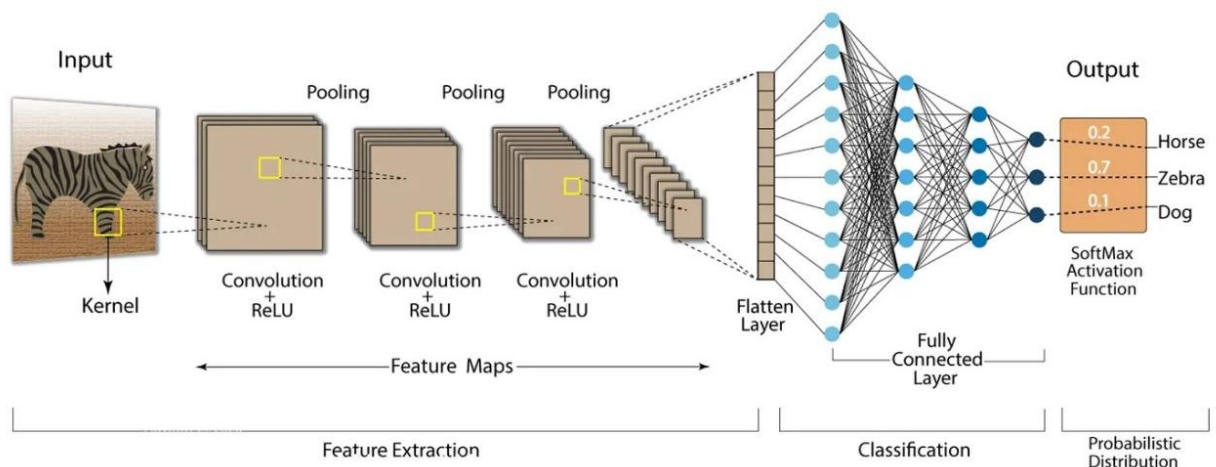 Input
Pooling
Pooling
Pooling
Output
0.2
Horse
0.7
Zebra
0.1
Dog
Kernel
Convolution
+
ReLU
Convolution
+
ReLU
Convolution
+
ReLU
Flatten
Layer
SoftMax
Activation
Function
Feature Maps
Fully
Connected
Layer
Feature Extraction
Classification
Probabilistic
Distribution